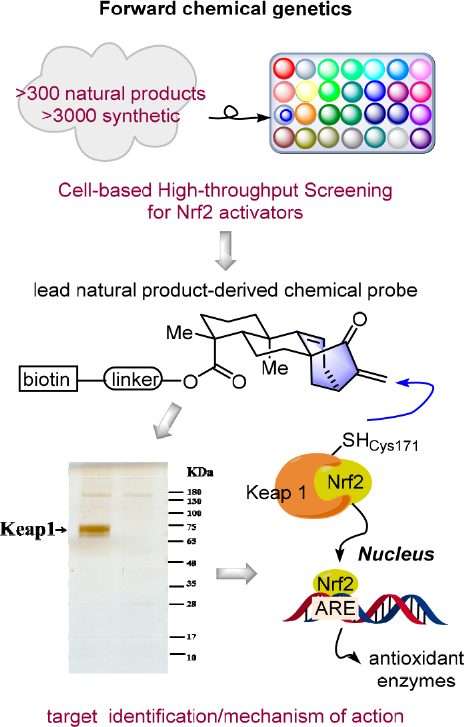 Forward chemical genetics
>300 natural products
>3000 synthetic
Cell-based High-throughput Screening
for Nrf2 activators
lead natural product-derived chemical probe
O
Me
Me
biotin
linker
O
O
SHCys171
Keap 1
Nrf2
KDa
180
130
100
75
63
48
35
28
17
10
Keap1
Nucleus
Nrf2
ARE
antioxidant
enzymes
target identification/mechanism of action